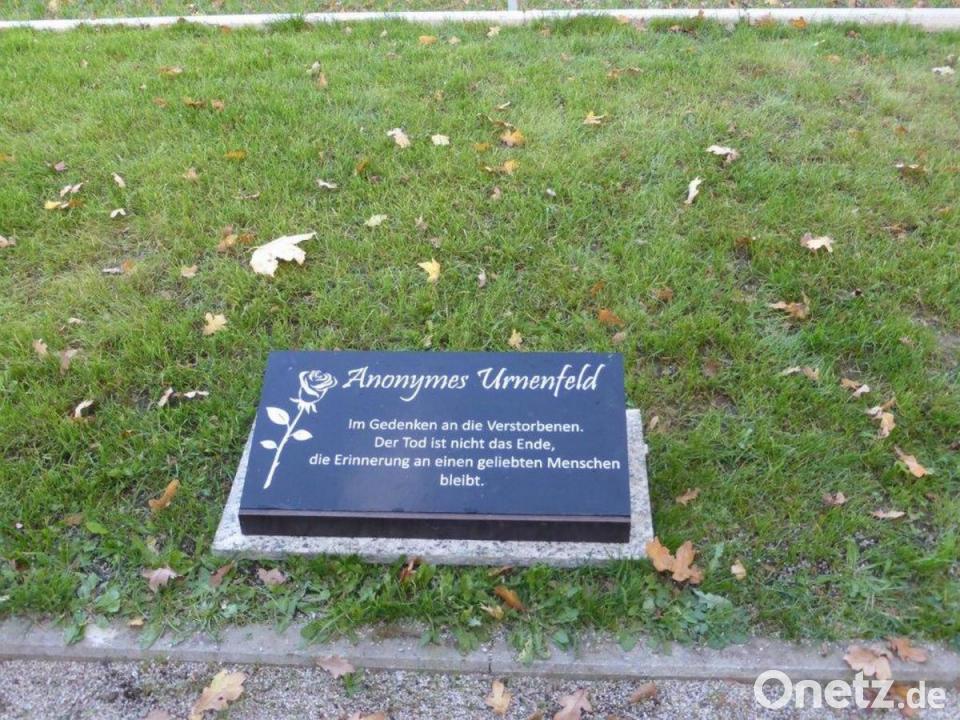 Anonymes Urnenfeld
Im Gedenken an die Verstorbenen.
Der Tod ist nicht das Ende,
die Erinnerung an einen geliebten Menschen
bleibt.
Onetz.de